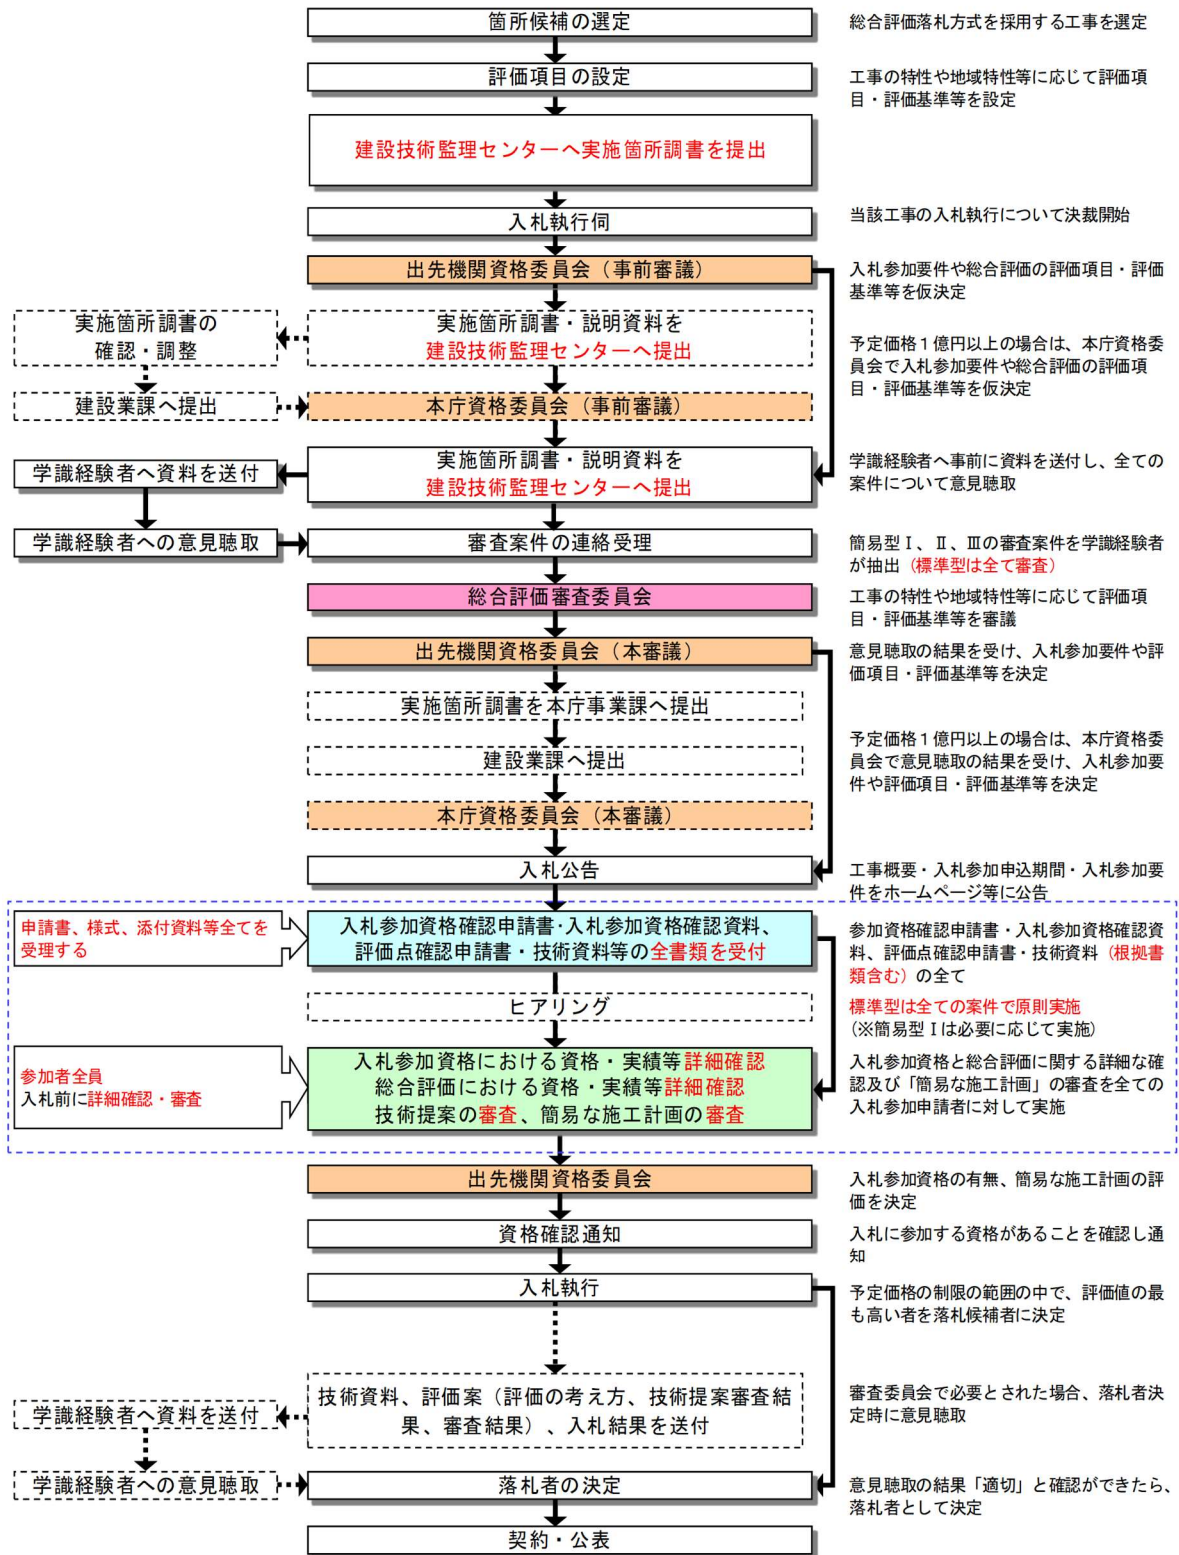 箇所候補の選定
総合評価落札方式を採用する工事を選定
評価項目の設定
工事の特性や地域特性等に応じて評価項
目・評価基準等を設定
建設技術監理センターへ実施箇所調書を提出
入札執行伺
当該工事の入札執行について決裁開始
出先機関資格委員会（事前審議）
入札参加要件や総合評価の評価項目・評価
基準等を仮決定
実施箇所調書の
確認・調整
実施箇所調書・説明資料を
建設技術監理センターへ提出
予定価格１億円以上の場合は、本庁資格委
員会で入札参加要件や総合評価の評価項
目・評価基準等を仮決定
建設業課へ提出
本庁資格委員会（事前審議）
学識経験者へ資料を送付
実施箇所調書・説明資料を
建設技術監理センターへ提出
学識経験者へ事前に資料を送付し、全ての
案件について意見聴取
学識経験者への意見聴取
審査案件の連絡受理
簡易型Ⅰ、Ⅱ、Ⅲの審査案件を学識経験者
が抽出（標準型は全て審査）
総合評価審査委員会
工事の特性や地域特性等に応じて評価項
目・評価基準等を審議
出先機関資格委員会（本審議）
意見聴取の結果を受け、入札参加要件や評
価項目・評価基準等を決定
実施箇所調書を本庁事業課へ提出
建設業課へ提出
予定価格１億円以上の場合は、本庁資格委
員会で意見聴取の結果を受け、入札参加要
件や評価項目・評価基準等を決定
本庁資格委員会（本審議）
入札公告
工事概要・入札参加申込期間・入札参加要
件をホームページ等に公告
申請書、様式、添付資料等全てを
受理する
入札参加資格確認申請書・入札参加資格確認資料、
評価点確認申請書・技術資料等の全書類を受付
参加資格確認申請書・入札参加資格確認資
料、評価点確認申請書・技術資料（根拠書
類含む）の全て
ヒアリング
標準型は全ての案件で原則実施
（※簡易型Ⅰは必要に応じて実施）
参加者全員
入札前に詳細確認・審査
入札参加資格における資格・実績等詳細確認
総合評価における資格・実績等詳細確認
技術提案の審査、簡易な施工計画の審査
入札参加資格と総合評価に関する詳細な確
認及び「簡易な施工計画」の審査を全ての
入札参加申請者に対して実施
出先機関資格委員会
入札参加資格の有無、簡易な施工計画の評
価を決定
資格確認通知
入札に参加する資格があることを確認し通
知
入札執行
予定価格の制限の範囲の中で、評価値の最
も高い者を落札候補者に決定
学識経験者へ資料を送付
技術資料、評価案（評価の考え方、技術提案審査結
果、審査結果）、入札結果を送付
審査委員会で必要とされた場合、落札者決
定時に意見聴取
学識経験者への意見聴取
落札者の決定
意見聴取の結果「適切」と確認ができたら、
落札者として決定
契約・公表